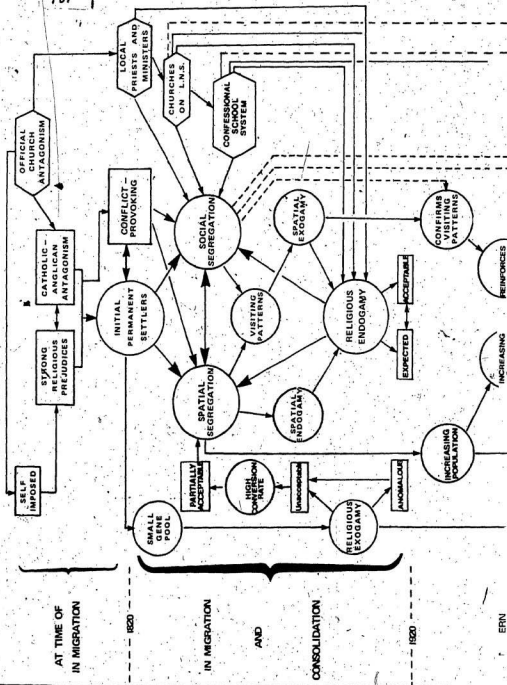 OFFICIAL
CHURCH
ANTAGONISM
LOCAL
PRIESTS AND
MINISTERS
SELF
IMPOSED
STRONG
RELIGIOUS
PREJUDICES
CATHOLIC-
ANGLICAN
ANTAGONISM
CHURCHES
ON L.N.S.
CONFLICT-
PROVOKING
INITIAL
PERMANENT
SETTLERS
CONFESSIONAL
SCHOOL
SYSTEM
SMALL
GENE
POOL
PARTIALLY
ACCEPTABLE
SPATIAL
SEGREGATION
SOCIAL
SEGREGATION
HIGH
CONVERSION
RATE
VISITING
PATTERNS
Unacceptable
SPATIAL
ENDOGAMY
SPATIAL
EXOGAMY
RELIGIOUS
EXOGAMY
ANOMALOUS
RELIGIOUS
ENDOGAMY
EXPECTED
ACCEPTABLE
INCREASING
POPULATION
CONFIRMS
VISITING
PATTERNS
INCREASING
REINFORCES
AT TIME OF
IN MIGRATION
1820
IN MIGRATION
AND
CONSOLIDATION
1920
ERN